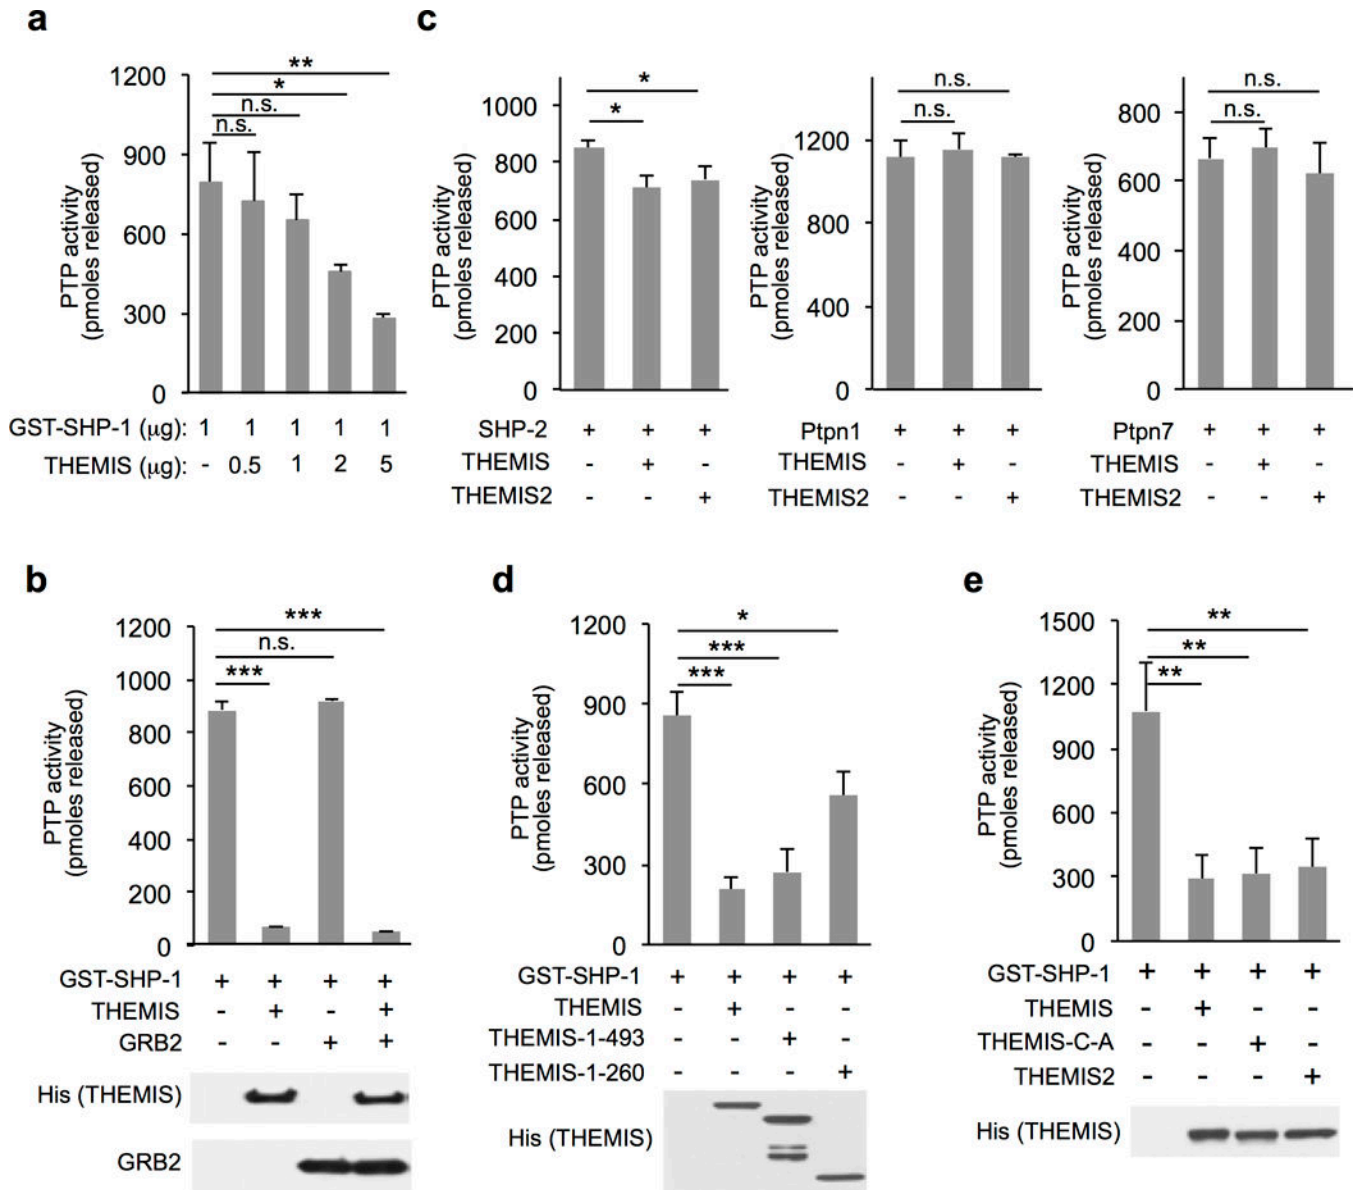 a
PTP activity
(pmoles released)
1200
900
600
300
0
**
*
n.s.
n.s.
GST-SHP-1 (μg): 1 1 1 1 1
THEMIS (μg): - 0.5 1 2 5
c
PTP activity
(pmoles released)
1000
800
600
400
200
0
*
*
SHP-2 + + +
THEMIS - + -
THEMIS2 - - +
PTP activity
(pmoles released)
1200
800
400
0
n.s.
n.s.
Ptpn1 + + +
THEMIS - + -
THEMIS2 - - +
PTP activity
(pmoles released)
800
600
400
200
0
n.s.
n.s.
Ptpn7 + + +
THEMIS - + -
THEMIS2 - - +
b
PTP activity
(pmoles released)
1200
1000
800
600
400
200
0
***
n.s.
***
GST-SHP-1 + + + +
THEMIS - + - +
GRB2 - - + +
His (THEMIS)
GRB2
d
PTP activity
(pmoles released)
1200
900
600
300
0
*
***
***
GST-SHP-1 + + + +
THEMIS - + - -
THEMIS-1-493 - - + -
THEMIS-1-260 - - - +
His (THEMIS)
e
PTP activity
(pmoles released)
1500
1200
900
600
300
0
**
**
**
GST-SHP-1 + + + +
THEMIS - + - -
THEMIS-C-A - - + -
THEMIS2 - - - +
His (THEMIS)